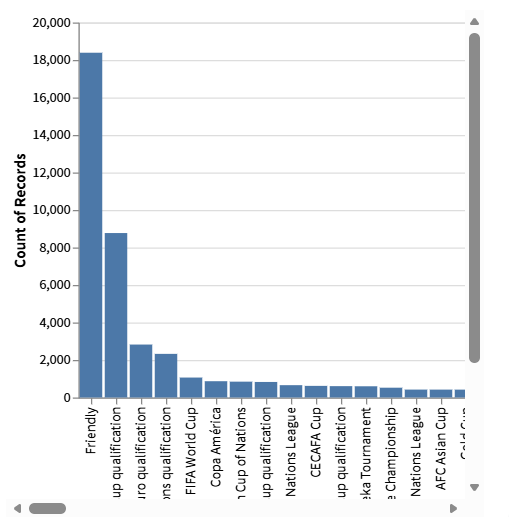 20,000
18,000
16,000
14,000
12,000
10,000
8,000
6,000
4,000
2,000
0
Count of Records
Friendly
up qualification
uro qualification
ons qualification
FIFA World Cup
Copa América
Cup of Nations
up qualification
Nations League
CECAFA Cup
up qualification
eka Tournament
e Championship
Nations League
AFC Asian Cup